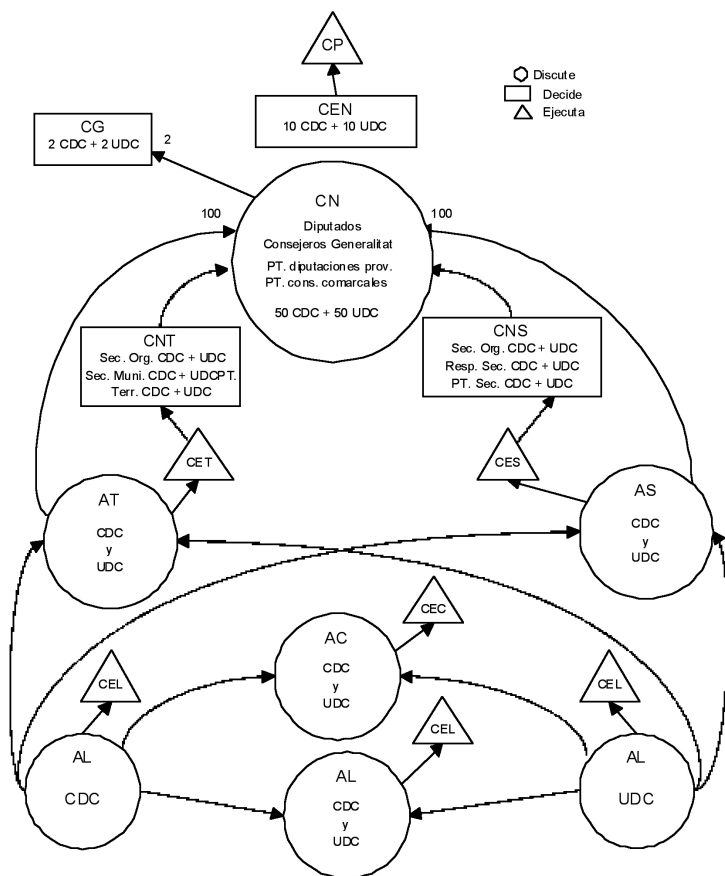 CP
Discute
Decide
Ejecuta
CEN
10 CDC + 10 UDC
CG
2 CDC + 2 UDC
2
CN
Diputados
Consejeros Generalitat
PT. diputaciones prov.
PT. cons. comarcales
50 CDC + 50 UDC
100
100
CNT
Sec. Org. CDC + UDC
Sec. Muni. CDC + UDCPT.
Terr. CDC + UDC
CNS
Sec. Org. CDC + UDC
Resp. Sec. CDC + UDC
PT. Sec. CDC + UDC
CET
CES
AT
CDC
y
UDC
AS
CDC
y
UDC
CEC
AC
CDC
y
UDC
CEL
CEL
CEL
AL
CDC
AL
CDC
y
UDC
AL
UDC